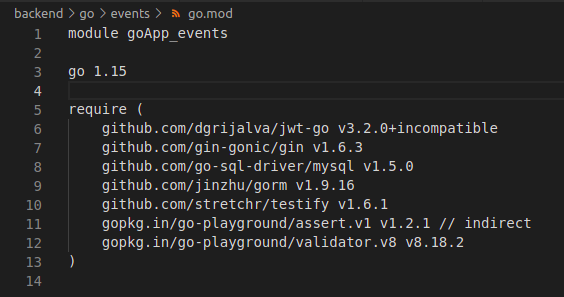 backend > go > events > go.mod
1 module goApp_events
2
3 go 1.15
4
5 require (
6 github.com/dgrijalva/jwt-go v3.2.0+incompatible
7 github.com/gin-gonic/gin v1.6.3
8 github.com/go-sql-driver/mysql v1.5.0
9 github.com/jinzhu/gorm v1.9.16
10 github.com/stretchr/testify v1.6.1
11 gopkg.in/go-playground/assert.v1 v1.2.1 // indirect
12 gopkg.in/go-playground/validator.v8 v8.18.2
13 )
14